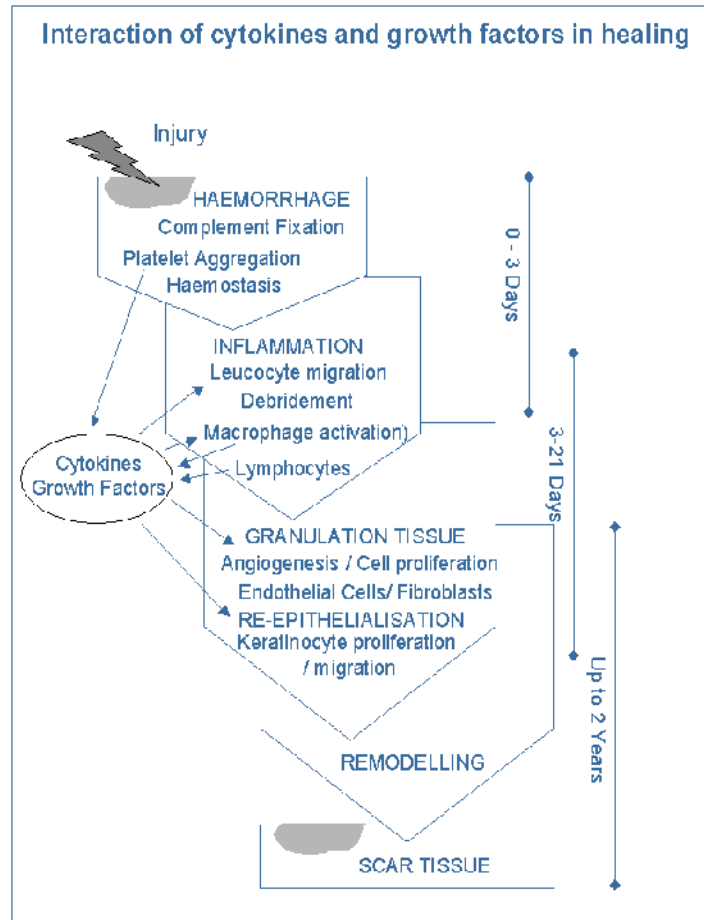 Interaction of cytokines and growth factors in healing
Injury
HAEMORRHAGE
Complement Fixation
Platelet Aggregation
Haemostasis
0 - 3 Days
INFLAMMATION
Leucocyte migration
Debridement
Macrophage activation)
Lymphocytes
Cytokines
Growth Factors
3-21 Days
GRANULATION TISSUE
Angiogenesis / Cell proliferation
Endothelial Cells/ Fibroblasts
RE-EPITHELIALISATION
Keratinocyte proliferation
/ migration
Up to 2 Years
REMODELLING
SCAR TISSUE